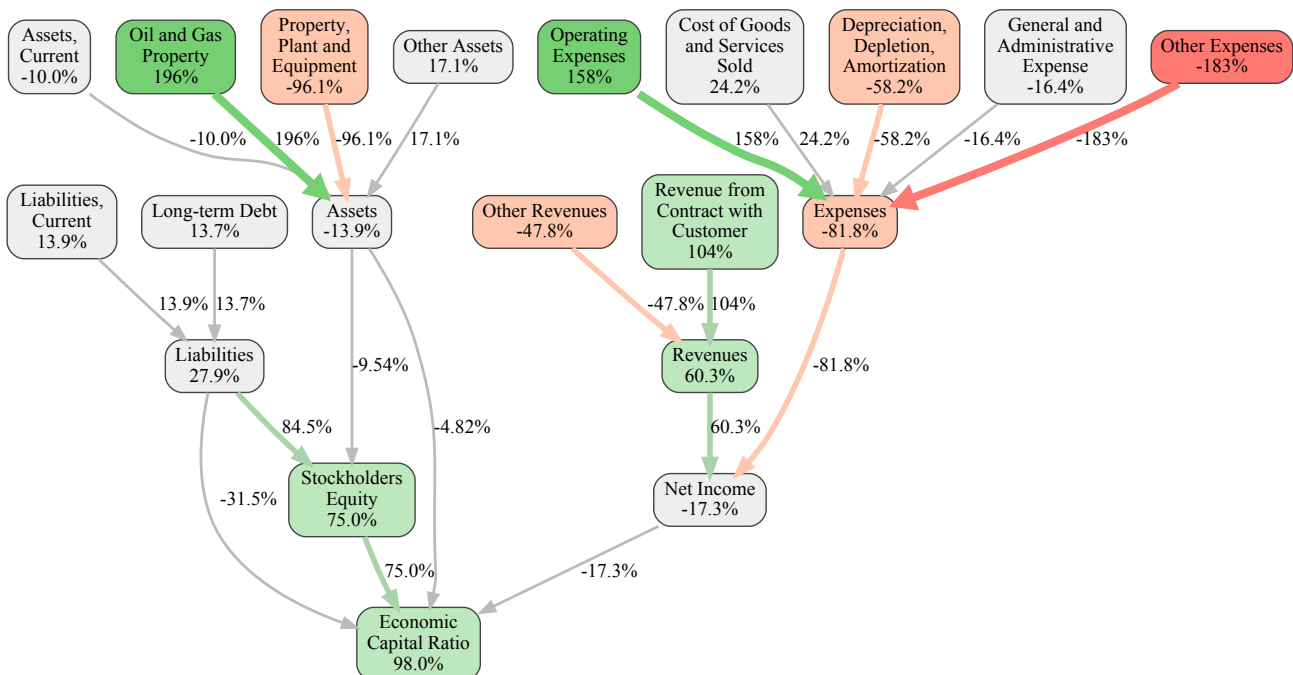 Assets,
Current
-10.0%
Oil and Gas
Property
196%
Property,
Plant and
Equipment
-96.1%
Other Assets
17.1%
Operating
Expenses
158%
Cost of Goods
and Services
Sold
24.2%
Depreciation,
Depletion,
Amortization
-58.2%
General and
Administrative
Expense
-16.4%
Other Expenses
-183%
-10.0%
196%
-96.1%
17.1%
158%
24.2%
-58.2%
-16.4%
-183%
Liabilities,
Current
13.9%
Long-term Debt
13.7%
Assets
-13.9%
Other Revenues
-47.8%
Revenue from
Contract with
Customer
104%
Expenses
-81.8%
13.9%
13.7%
-47.8%
104%
Liabilities
27.9%
-9.54%
Revenues
60.3%
-81.8%
84.5%
-4.82%
60.3%
Stockholders
Equity
75.0%
-31.5%
Net Income
-17.3%
75.0%
-17.3%
Economic
Capital Ratio
98.0%